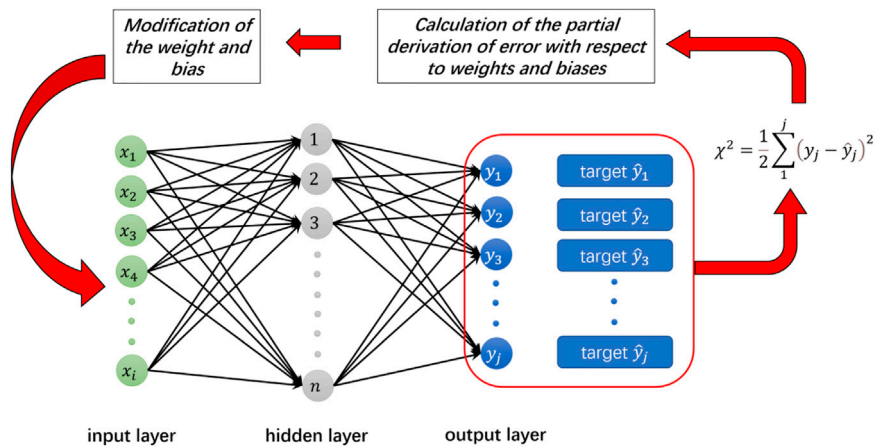 Modification of
the weight and
bias
Calculation of the partial
derivation of error with respect
to weights and biases
χ² = 1/2 ∑₁ʲ (yⱼ − ŷⱼ)²
x₁
x₂
x₃
x₄
xᵢ
1
2
3
n
y₁
y₂
y₃
yⱼ
target ŷ₁
target ŷ₂
target ŷ₃
target ŷⱼ
input layer
hidden layer
output layer